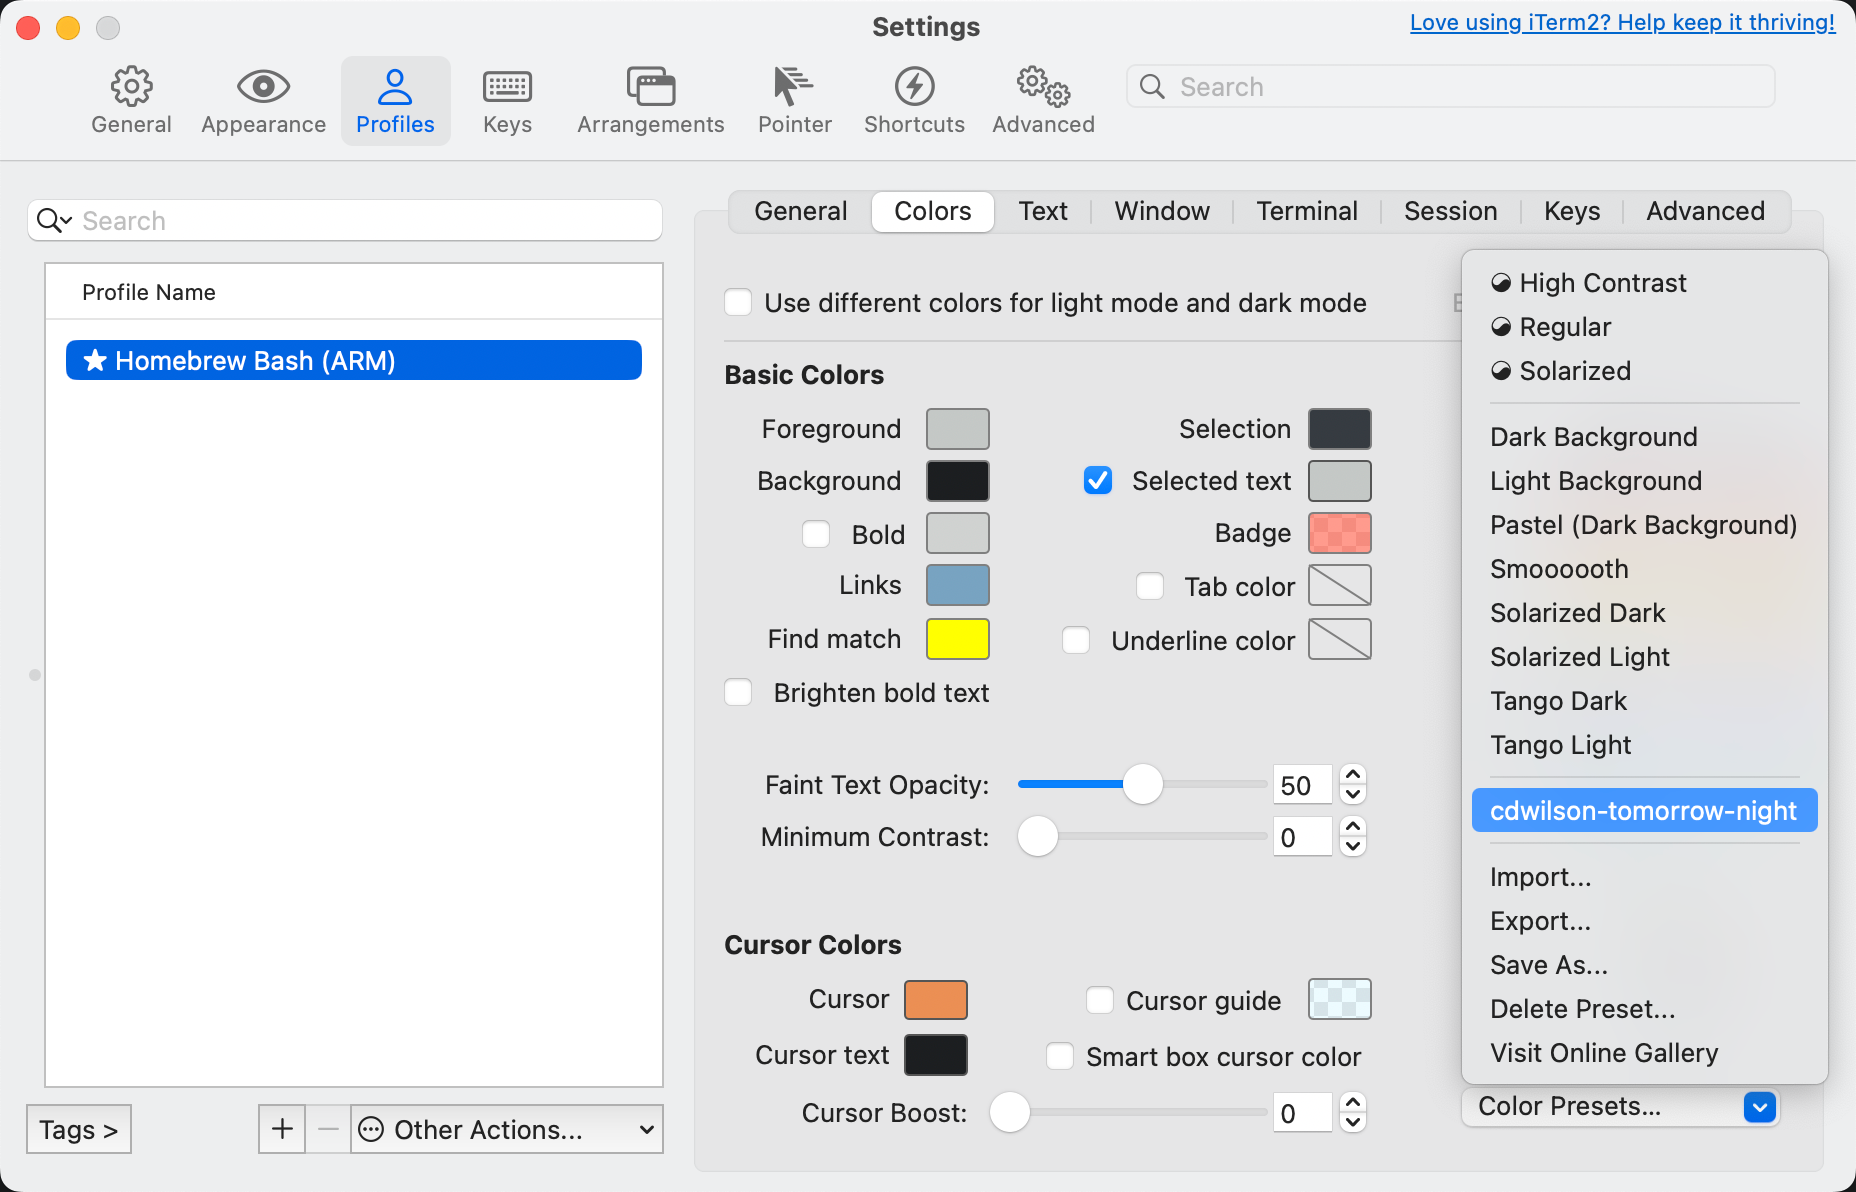 Settings
Love using iTerm2? Help keep it thriving!
General
Appearance
Profiles
Keys
Arrangements
Pointer
Shortcuts
Advanced
Search
Search
Profile Name
Homebrew Bash (ARM)
Tags >
Other Actions...
General
Colors
Text
Window
Terminal
Session
Keys
Advanced
Use different colors for light mode and dark mode
Basic Colors
Foreground
Selection
Background
Selected text
Bold
Badge
Links
Tab color
Find match
Underline color
Brighten bold text
Faint Text Opacity:
50
Minimum Contrast:
0
Cursor Colors
Cursor
Cursor guide
Cursor text
Smart box cursor color
Cursor Boost:
0
High Contrast
Regular
Solarized
Dark Background
Light Background
Pastel (Dark Background)
Smoooooth
Solarized Dark
Solarized Light
Tango Dark
Tango Light
cdwilson-tomorrow-night
Import...
Export...
Save As...
Delete Preset...
Visit Online Gallery
Color Presets...